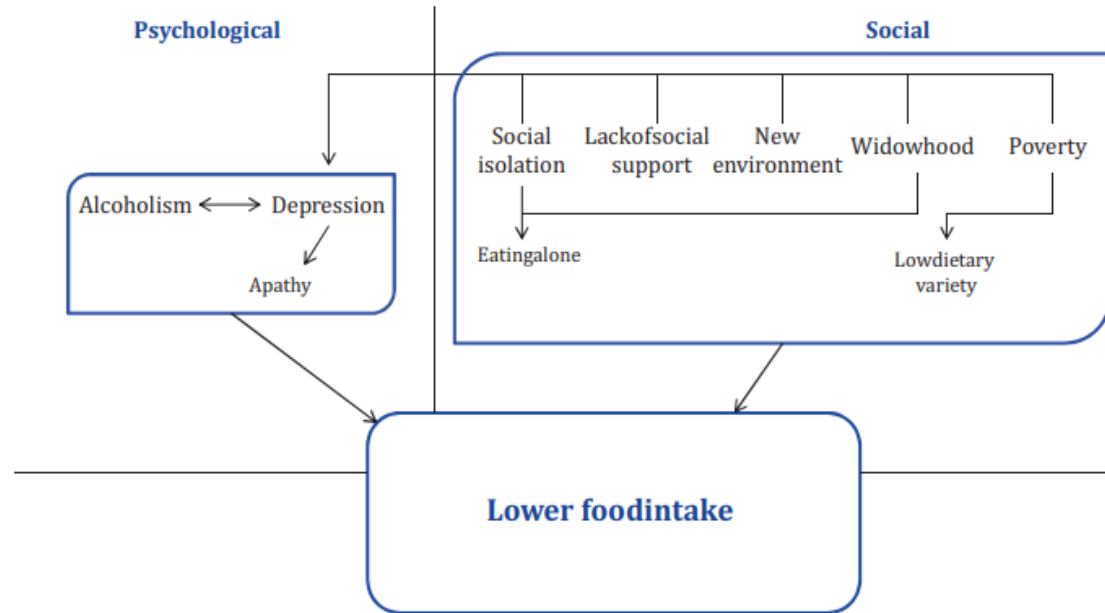 Psychological
Social
Social
isolation
Lackofsocial
support
New
environment
Widowhood
Poverty
Alcoholism
Depression
Apathy
Eatingalone
Lowdietary
variety
Lower foodintake